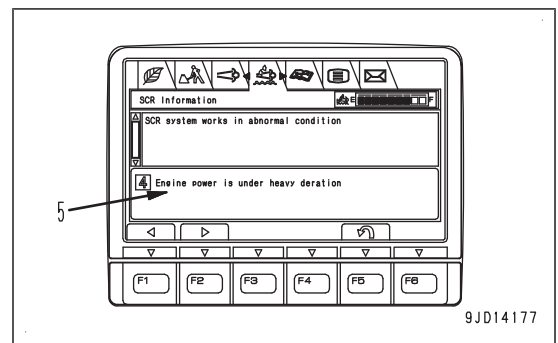 SCR Information
E F
SCR system works in abnormal condition
4 Engine power is under heavy deration
5
F1 F2 F3 F4 F5 F6
9JD14177